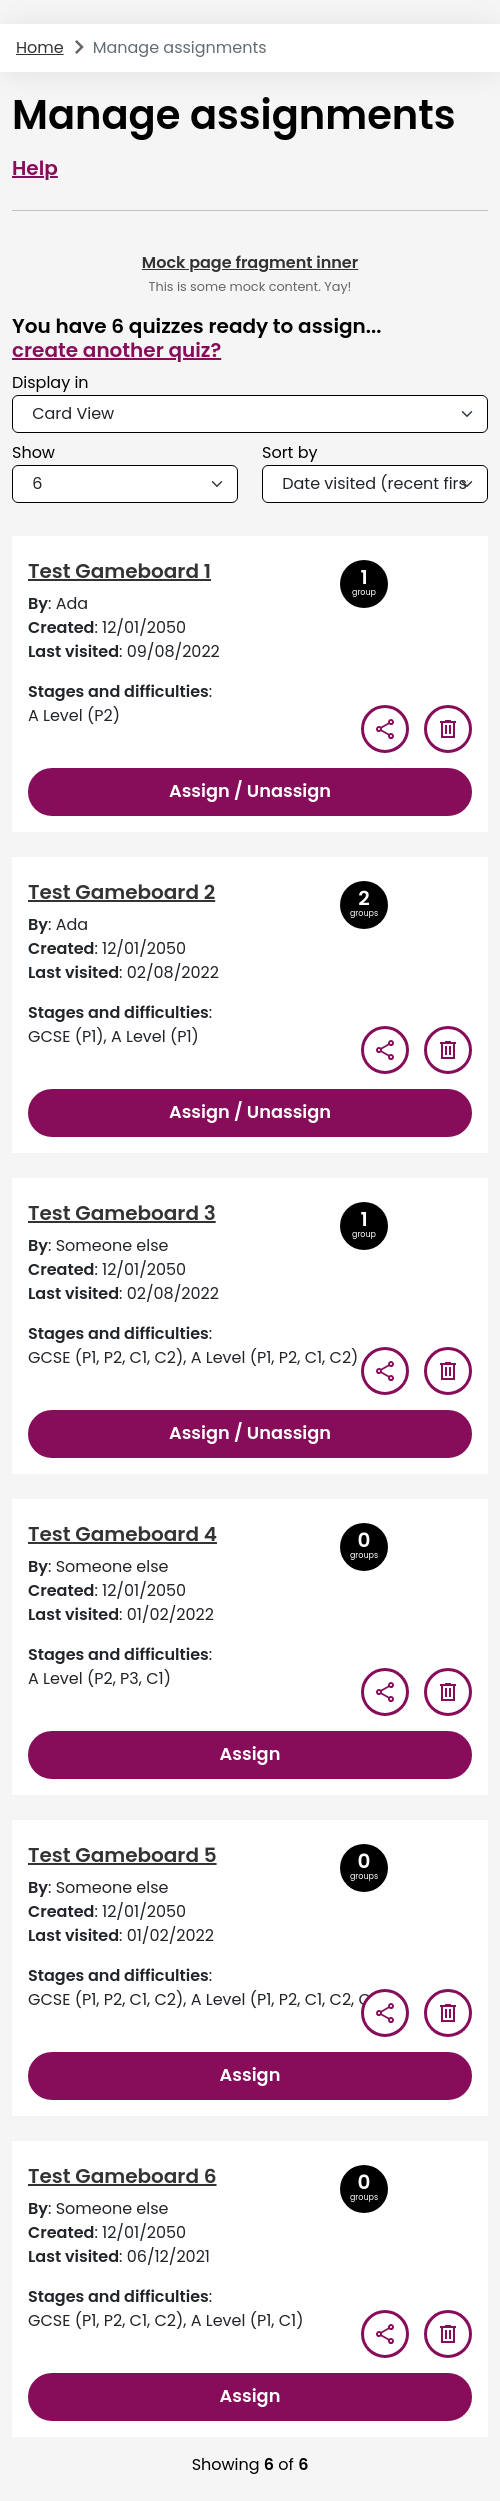 Home > Manage assignments
Manage assignments
Help
Mock page fragment inner
This is some mock content. Yay!
You have 6 quizzes ready to assign...
create another quiz?
Display in
Card View
Show Sort by
6 Date visited (recent firs
Test Gameboard 1
1
group
By: Ada
Created: 12/01/2050
Last visited: 09/08/2022
Stages and difficulties:
A Level (P2)
Assign / Unassign
Test Gameboard 2
2
groups
By: Ada
Created: 12/01/2050
Last visited: 02/08/2022
Stages and difficulties:
GCSE (P1), A Level (P1)
Assign / Unassign
Test Gameboard 3
1
group
By: Someone else
Created: 12/01/2050
Last visited: 02/08/2022
Stages and difficulties:
GCSE (P1, P2, C1, C2), A Level (P1, P2, C1, C2)
Assign / Unassign
Test Gameboard 4
0
groups
By: Someone else
Created: 12/01/2050
Last visited: 01/02/2022
Stages and difficulties:
A Level (P2, P3, C1)
Assign
Test Gameboard 5
0
groups
By: Someone else
Created: 12/01/2050
Last visited: 01/02/2022
Stages and difficulties:
GCSE (P1, P2, C1, C2), A Level (P1, P2, C1, C2,
Assign
Test Gameboard 6
0
groups
By: Someone else
Created: 12/01/2050
Last visited: 06/12/2021
Stages and difficulties:
GCSE (P1, P2, C1, C2), A Level (P1, C1)
Assign
Showing 6 of 6